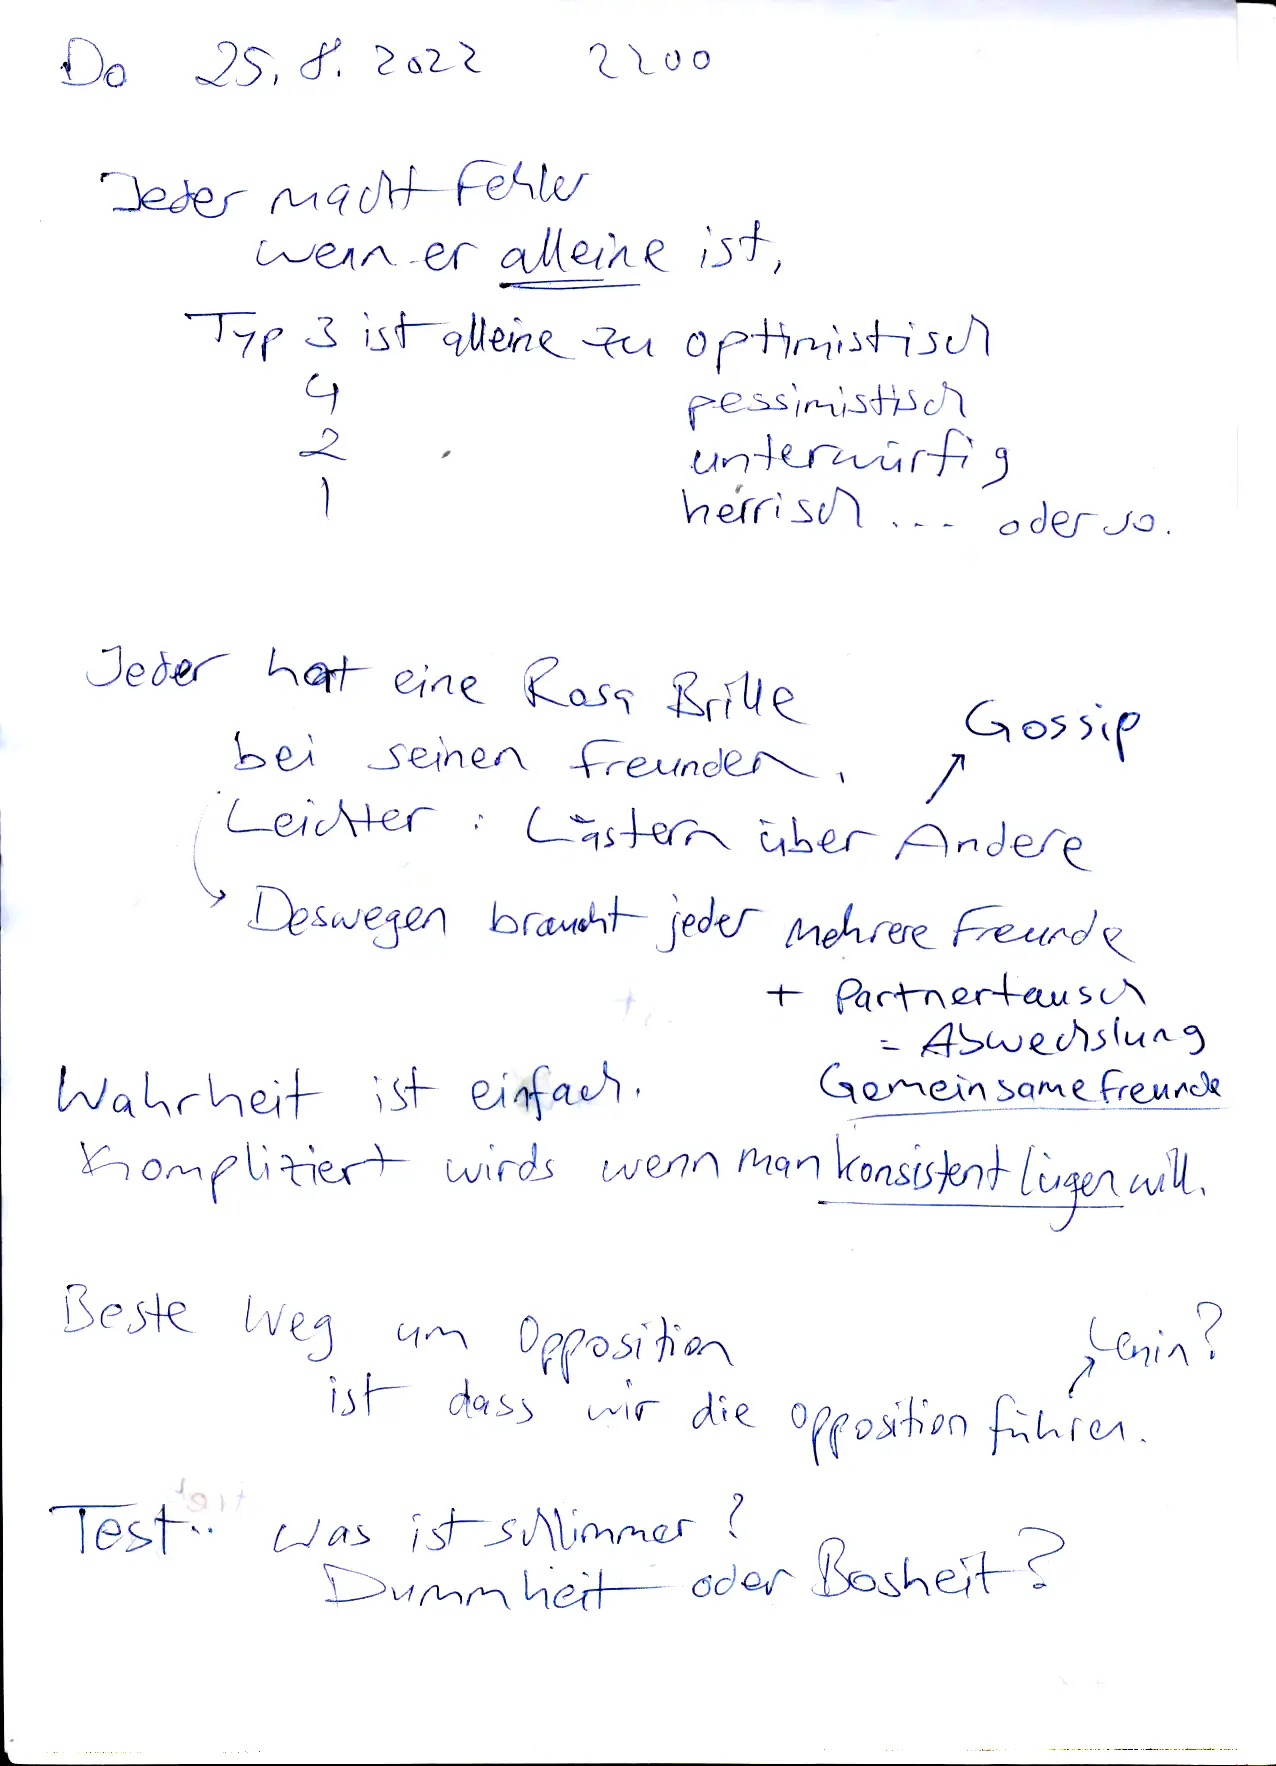 Do 25.8.2022 2200
Jeder macht Fehler
wenn er alleine ist,
Typ 3 ist alleine zu optimistisch
4 pessimistisch
2 unterwürfig
1 herrisch ... oder so.
Jeder hat eine Rosa Brille
bei seinen Freunden.
Gossip
Leichter : Lästern über Andere
Deswegen braucht jeder mehrere Freunde
+ Partnertausch
= Abwechslung
Gemeinsame Freunde
Wahrheit ist einfach.
Kompliziert wirds wenn man konsistent lügen will.
Beste Weg um Opposition
Lenin?
ist dass wir die opposition führen.
Test.. was ist schlimmer?
Dummheit oder Bosheit?